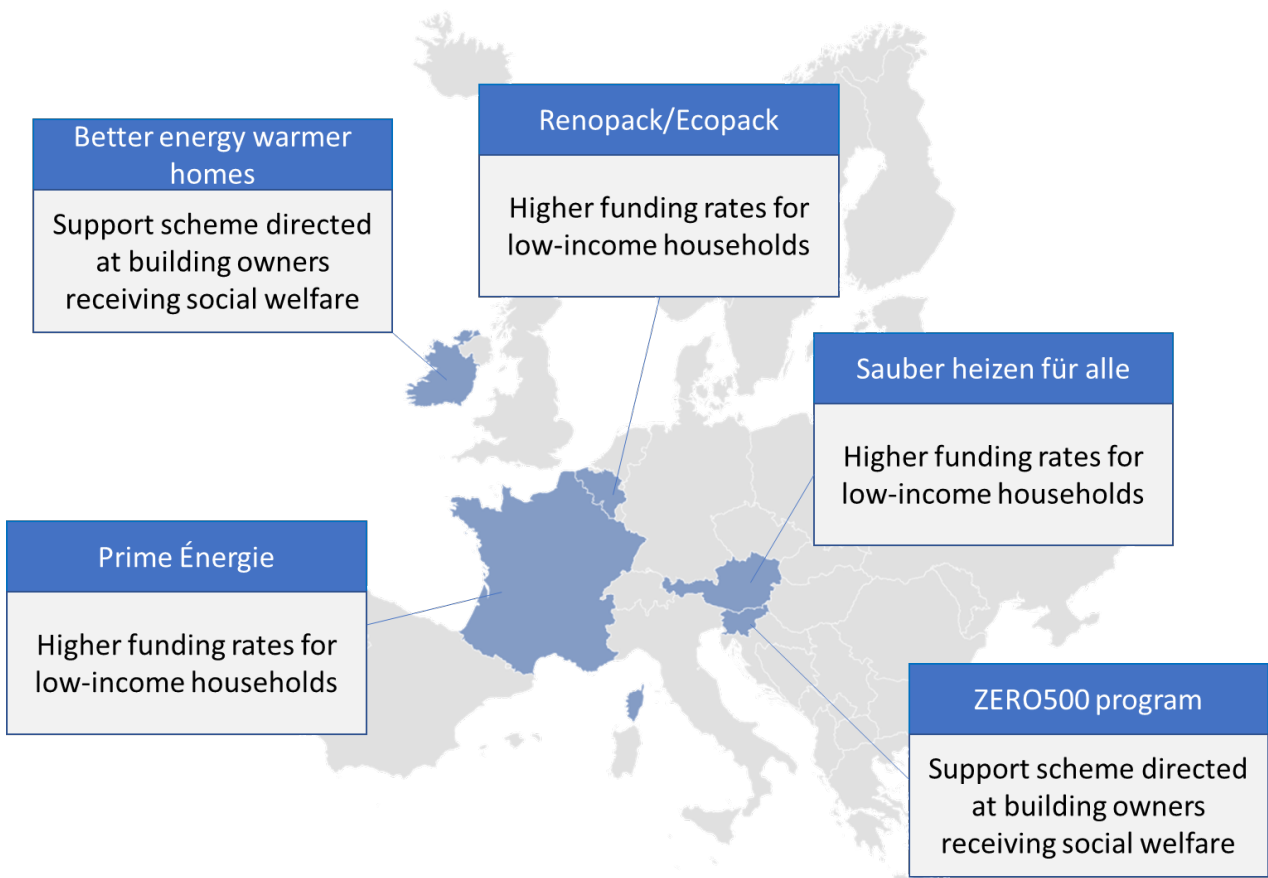 Better energy warmer
homes
Support scheme directed
at building owners
receiving social welfare
Renopack/Ecopack
Higher funding rates for
low-income households
Sauber heizen für alle
Higher funding rates for
low-income households
Prime Énergie
Higher funding rates for
low-income households
ZERO500 program
Support scheme directed
at building owners
receiving social welfare